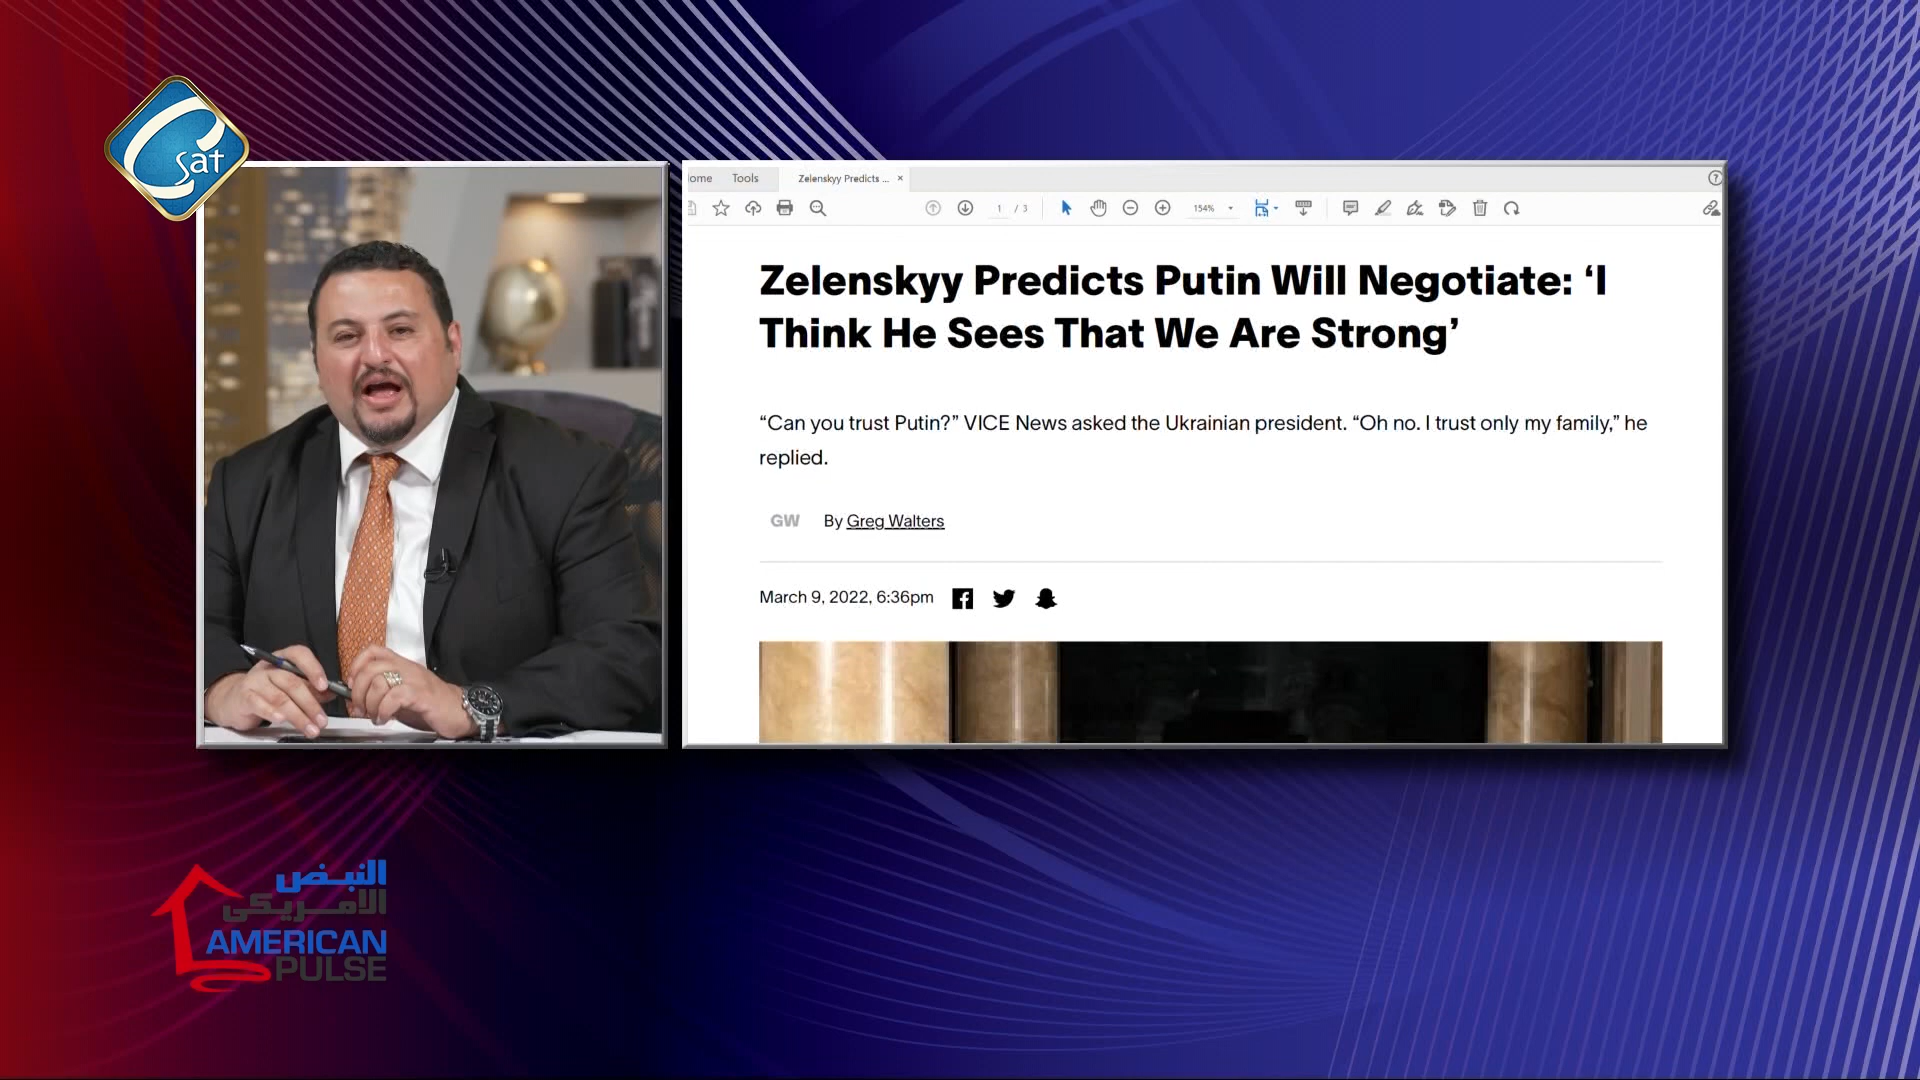 Csat
ome Tools Zelenskyy Predicts ... ×
1 / 3 154%
Zelenskyy Predicts Putin Will Negotiate: ‘I
Think He Sees That We Are Strong’
“Can you trust Putin?” VICE News asked the Ukrainian president. “Oh no. I trust only my family,” he
replied.
GW By Greg Walters
March 9, 2022, 6:36pm
النبض
الامريكى
AMERICAN
PULSE